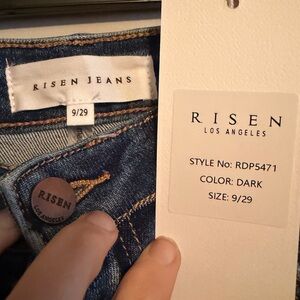 RISEN JEANS
9/29
RISEN
LOS ANGELES
RISEN
LOS ANGELES
STYLE No: RDP5471
COLOR: DARK
SIZE: 9/29